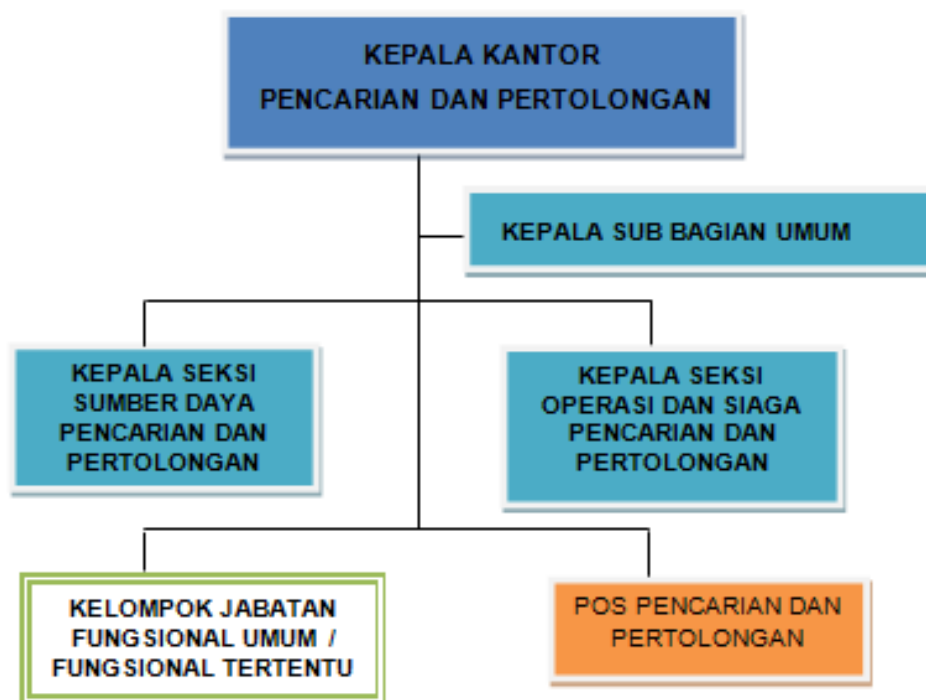 KEPALA KANTOR
PENCARIAN DAN PERTOLONGAN
KEPALA SUB BAGIAN UMUM
KEPALA SEKSI
SUMBER DAYA
PENCARIAN DAN
PERTOLONGAN
KEPALA SEKSI
OPERASI DAN SIAGA
PENCARIAN DAN
PERTOLONGAN
KELOMPOK JABATAN
FUNGSIONAL UMUM /
FUNGSIONAL TERTENTU
POS PENCARIAN DAN
PERTOLONGAN